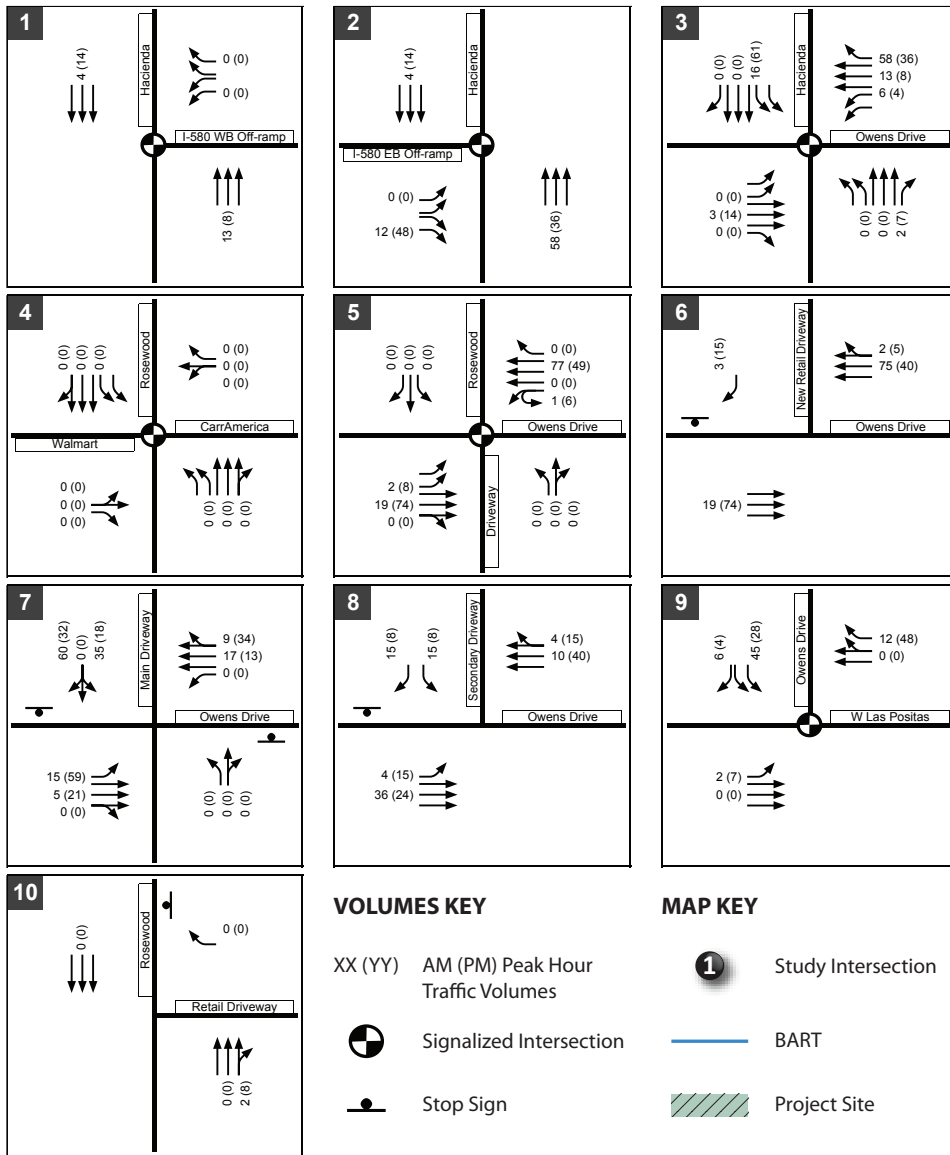 1
4 (14)
Hacienda
0 (0)
0 (0)
I-580 WB Off-ramp
13 (8)
2
4 (14)
Hacienda
I-580 EB Off-ramp
0 (0)
12 (48)
58 (36)
3
0 (0)
0 (0)
16 (61)
Hacienda
58 (36)
13 (8)
6 (4)
Owens Drive
0 (0)
3 (14)
0 (0)
0 (0)
0 (0)
2 (7)
4
0 (0)
0 (0)
0 (0)
Rosewood
0 (0)
0 (0)
0 (0)
CarrAmerica
Walmart
0 (0)
0 (0)
0 (0)
0 (0)
0 (0)
0 (0)
5
0 (0)
0 (0)
0 (0)
Rosewood
0 (0)
77 (49)
0 (0)
1 (6)
Owens Drive
2 (8)
19 (74)
0 (0)
Driveway
0 (0)
0 (0)
0 (0)
6
3 (15)
New Retail Driveway
2 (5)
75 (40)
Owens Drive
19 (74)
7
60 (32)
0 (0)
35 (18)
Main Driveway
9 (34)
17 (13)
0 (0)
Owens Drive
15 (59)
5 (21)
0 (0)
0 (0)
0 (0)
0 (0)
8
15 (8)
15 (8)
Secondary Driveway
4 (15)
10 (40)
Owens Drive
4 (15)
36 (24)
9
6 (4)
45 (28)
Owens Drive
12 (48)
0 (0)
W Las Positas
2 (7)
0 (0)
10
0 (0)
Rosewood
0 (0)
Retail Driveway
0 (0)
2 (8)
VOLUMES KEY
XX (YY)
AM (PM) Peak Hour
Traffic Volumes
Signalized Intersection
Stop Sign
MAP KEY
1
Study Intersection
BART
Project Site